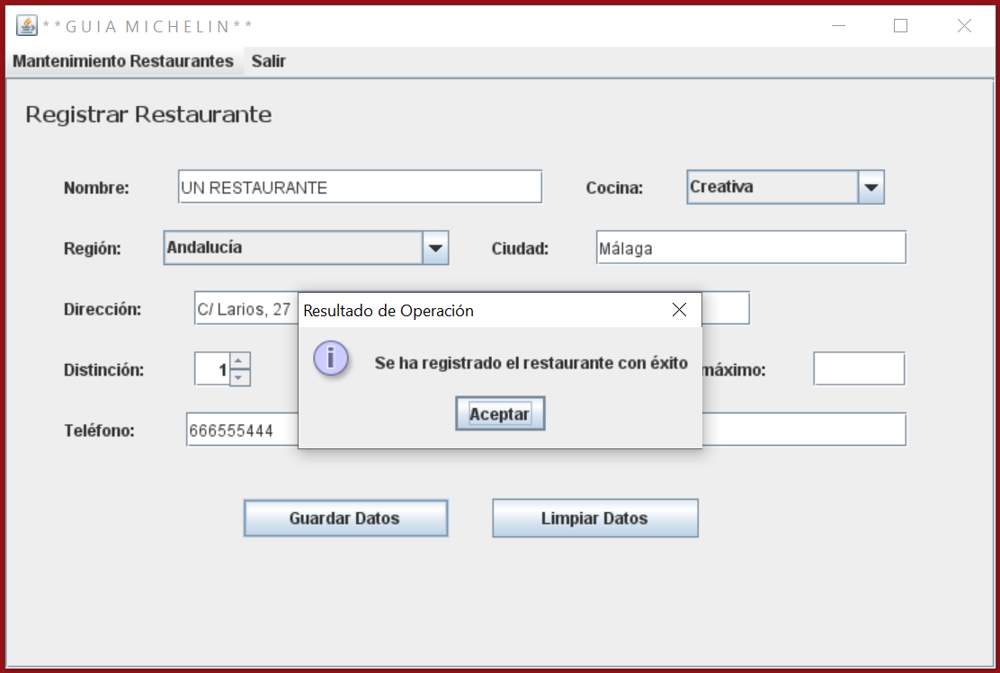 **GUIA MICHELIN**
Mantenimiento Restaurantes Salir
Registrar Restaurante
Nombre: UN RESTAURANTE Cocina: Creativa
Región: Andalucía Ciudad: Málaga
Dirección: C/ Larios, 27
Resultado de Operación
Se ha registrado el restaurante con éxito
Aceptar
Distinción: 1 máximo:
Teléfono: 666555444
Guardar Datos Limpiar Datos